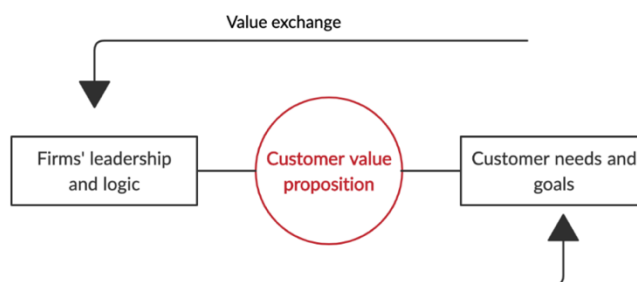 Value exchange
Firms' leadership
and logic
Customer value
proposition
Customer needs and
goals